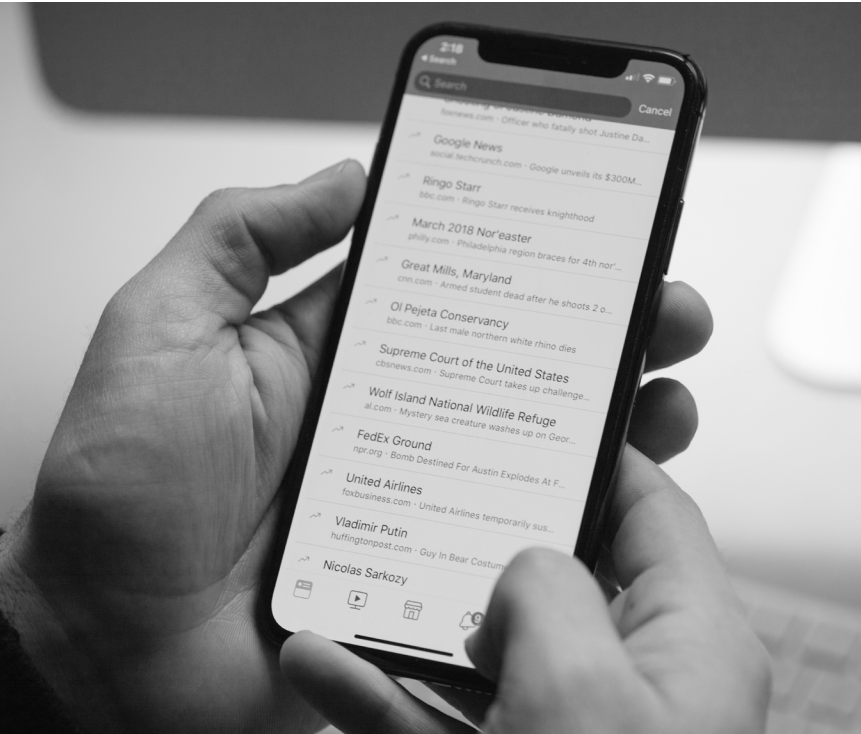 2:18
Search
Search
Cancel
foxnews.com · Officer who fatally shot Justine Da...
Google News
social.techcrunch.com · Google unveils its $300M...
Ringo Starr
bbc.com · Ringo Starr receives knighthood
March 2018 Nor'easter
philly.com · Philadelphia region braces for 4th nor'...
Great Mills, Maryland
cnn.com · Armed student dead after he shoots 2 o...
Ol Pejeta Conservancy
bbc.com · Last male northern white rhino dies
Supreme Court of the United States
cbsnews.com · Supreme Court takes up challenge...
Wolf Island National Wildlife Refuge
al.com · Mystery sea creature washes up on Geor...
FedEx Ground
npr.org · Bomb Destined For Austin Explodes At F...
United Airlines
foxbusiness.com · United Airlines temporarily sus...
Vladimir Putin
huffingtonpost.com · Guy In Bear Costum
Nicolas Sarkozy